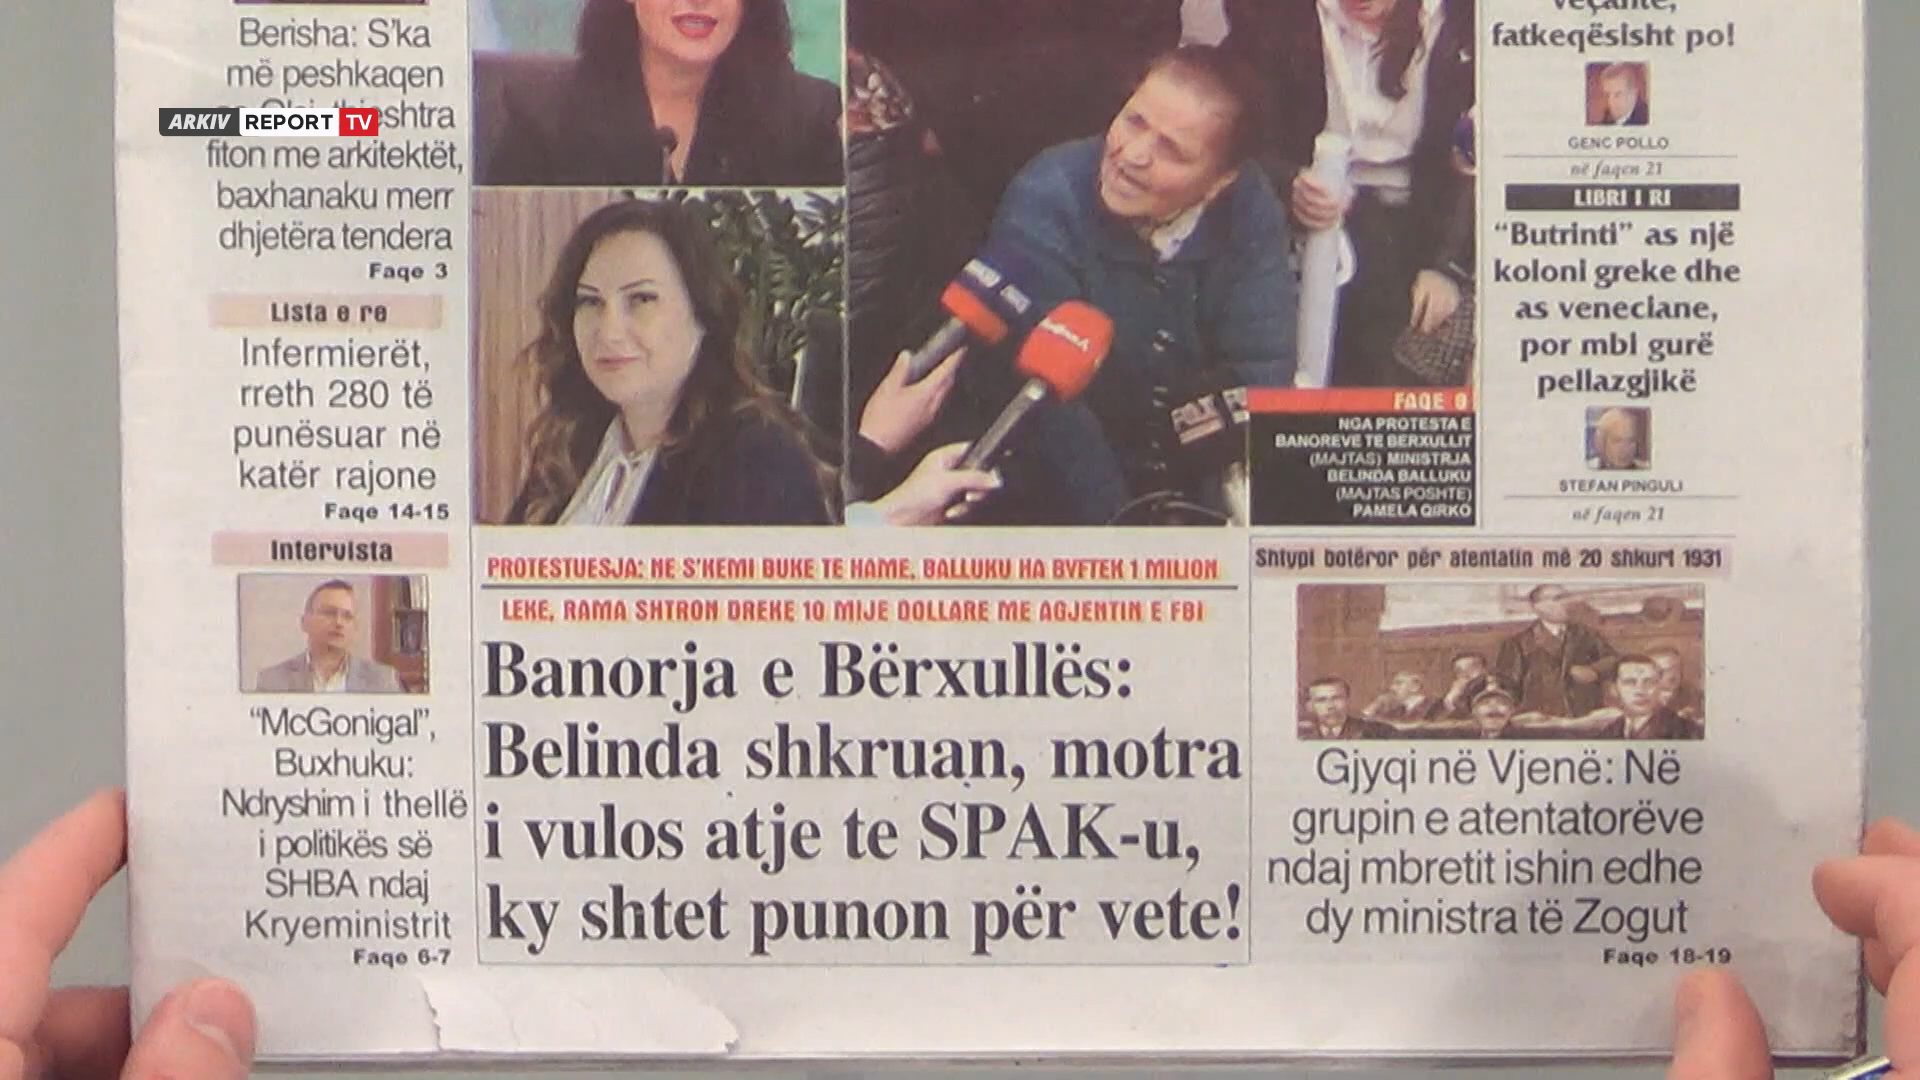 Berisha: S'ka
më peshkaqen
fiton me arkitektët,
baxhanaku merr
dhjetëra tendera
Faqe 3
ARKIV REPORT TV
Lista e re
Infermierët,
rreth 280 të
punësuar në
katër rajone
Faqe 14-15
Intervista
"McGonigal",
Buxhuku:
Ndryshim i thellë
i politikës së
SHBA ndaj
Kryeministrit
Faqe 6-7
FAQE 9
NGA PROTESTA E
BANOREVE TE BERXULLIT
(MAJTAS) MINISTRJA
BELINDA BALLUKU
(MAJTAS POSHTE)
PAMELA QIRKO
PROTESTUESJA: NE S'KEMI BUKE TE HAME, BALLUKU HA BYFTEK 1 MILION
LEKE, RAMA SHTRON DREKE 10 MIJE DOLLARE ME AGJENTIN E FBI
Banorja e Bërxullës:
Belinda shkruan, motra
i vulos atje te SPAK-u,
ky shtet punon për vete!
veçantë,
fatkeqësisht po!
GENC POLLO
në faqen 21
LIBRI I RI
"Butrinti" as një
koloni greke dhe
as veneciane,
por mbi gurë
pellazgjikë
STEFAN PINGULI
në faqen 21
Shtypi botëror për atentatin më 20 shkurt 1931
Gjyqi në Vjenë: Në
grupin e atentatorëve
ndaj mbretit ishin edhe
dy ministra të Zogut
Faqe 18-19